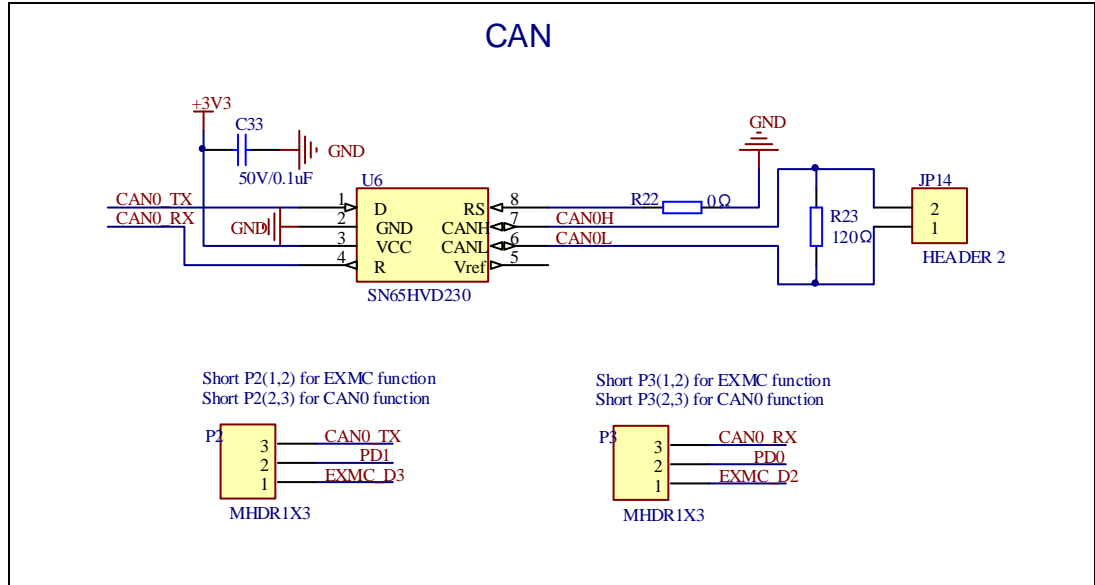 CAN
+3V3
C33
GND
50V/0.1uF
GND
U6
CAN0_TX
CAN0_RX
GND
1
2
3
4
D
GND
VCC
R
RS
CANH
CANL
Vref
8
7
6
5
SN65HVD230
R22
0Ω
CAN0H
CAN0L
R23
120Ω
JP14
2
1
HEADER 2
Short P2(1,2) for EXMC function
Short P2(2,3) for CAN0 function
P2
3
2
1
CAN0_TX
PD1
EXMC_D3
MHDR1X3
Short P3(1,2) for EXMC function
Short P3(2,3) for CAN0 function
P3
3
2
1
CAN0_RX
PD0
EXMC_D2
MHDR1X3